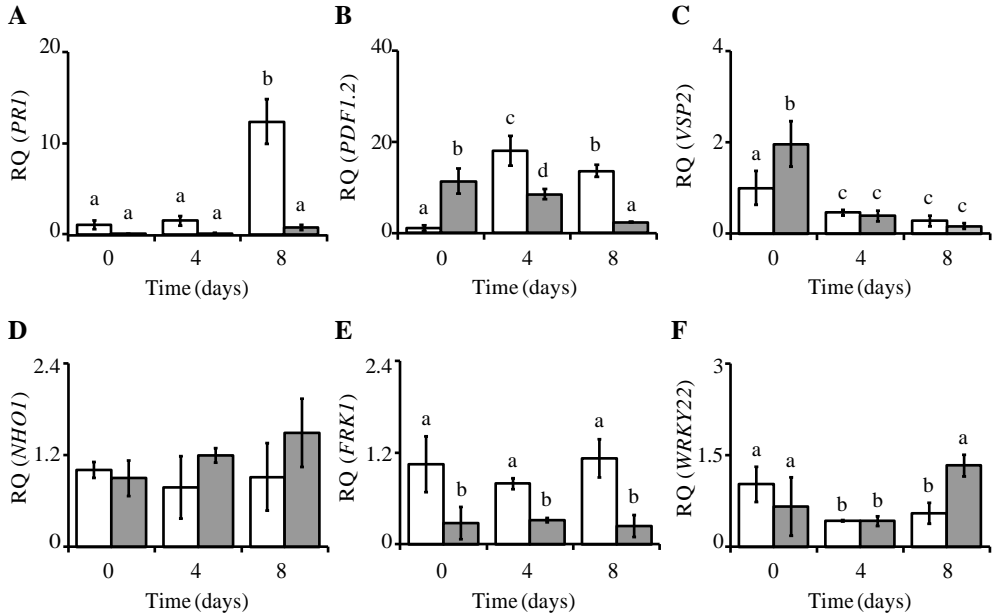 A
RQ (PR1)
20
10
0
a
a
a
a
b
a
0
4
8
Time (days)
B
RQ (PDF1.2)
40
20
0
a
b
c
d
b
a
0
4
8
Time (days)
C
RQ (VSP2)
4
2
0
a
b
c
c
c
c
0
4
8
Time (days)
D
RQ (NHO1)
2.4
1.2
0
0
4
8
Time (days)
E
RQ (FRK1)
2.4
1.2
0
a
b
a
b
a
b
0
4
8
Time (days)
F
RQ (WRKY22)
3
1.5
0
a
a
b
b
b
a
0
4
8
Time (days)